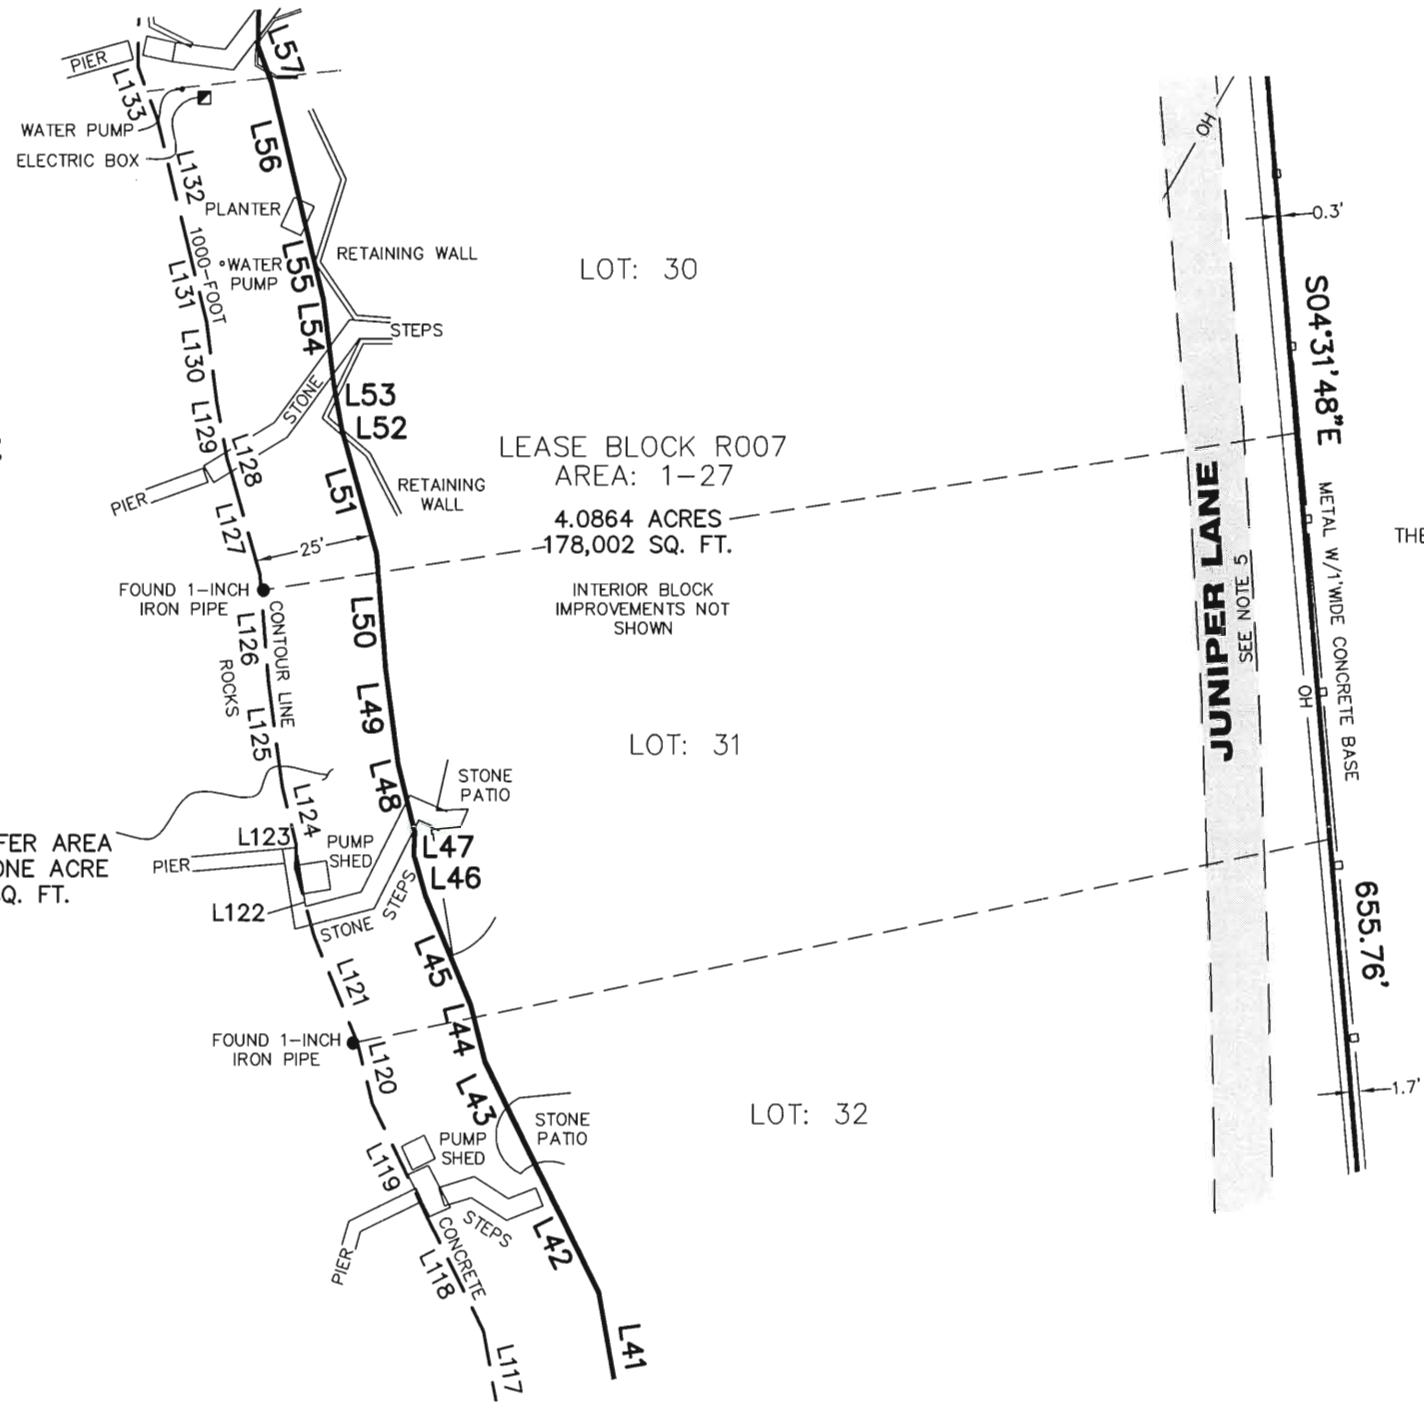 L57
PIER
L133
WATER PUMP
ELECTRIC BOX
L56
L132
PLANTER
1000-FOOT
WATER
PUMP
L55
RETAINING WALL
LOT: 30
L131
L54
STEPS
L130
STONE
L53
L52
L129
L128
LEASE BLOCK R007
AREA: 1-27
4.0864 ACRES
178,002 SQ. FT.
L51
RETAINING
WALL
PIER
L127
25'
FOUND 1-INCH
IRON PIPE
INTERIOR BLOCK
IMPROVEMENTS NOT
SHOWN
L50
L126
CONTOUR LINE
ROCKS
L49
L125
LOT: 31
L48
STONE
PATIO
L124
L123
PUMP
SHED
L47
L46
FER AREA
ONE ACRE
Q. FT.
PIER
L122
STONE
STEPS
L45
L121
L44
FOUND 1-INCH
IRON PIPE
L120
L43
STONE
PATIO
LOT: 32
PUMP
SHED
L119
STEPS
L42
PIER
CONCRETE
L118
L41
L117
OH
0.3'
S04°31'48"E
JUNIPER LANE
SEE NOTE 5
METAL W/1'WIDE CONCRETE BASE
THE
OH
655.76'
1.7'